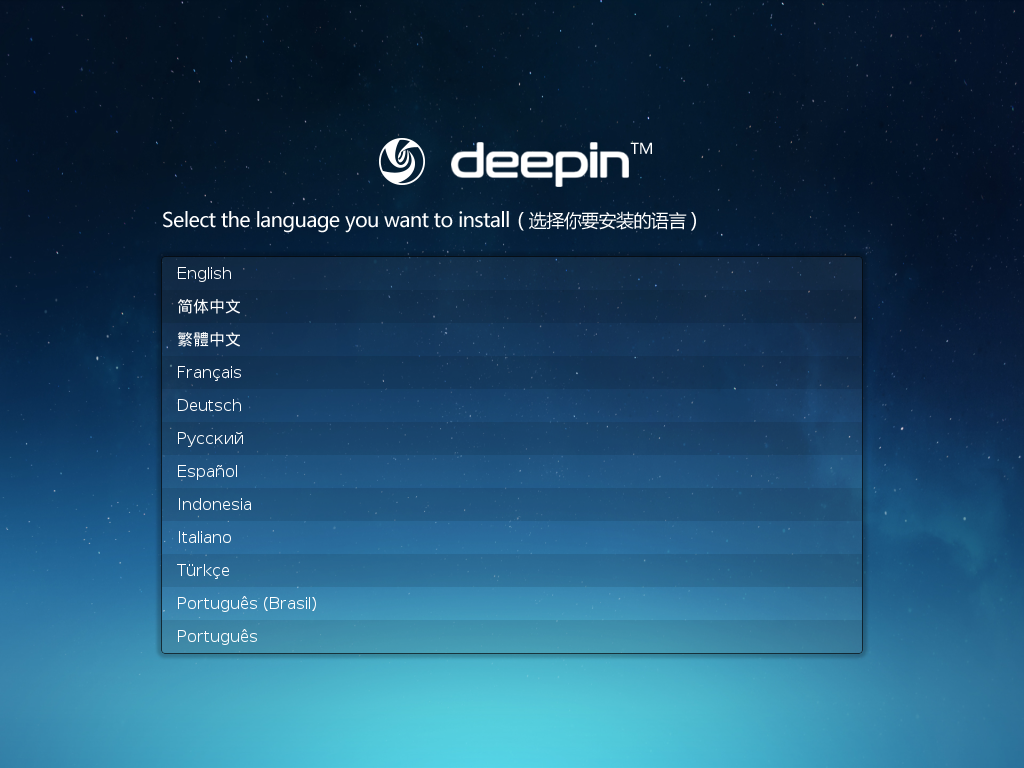 deepin™
Select the language you want to install ( 选择你要安装的语言 )
English
简体中文
繁體中文
Français
Deutsch
Русский
Español
Indonesia
Italiano
Türkçe
Português (Brasil)
Português